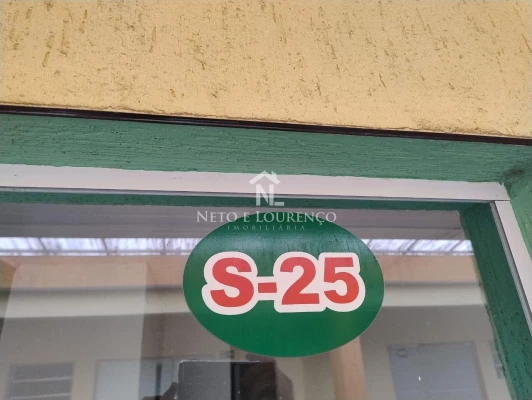 NL
NETO E LOURENÇO
IMOBILIÁRIA
S-25